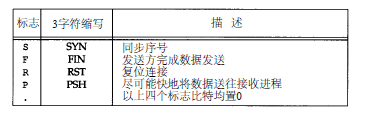 标志 3字符缩写 描 述
S SYN 同步序号
F FIN 发送方完成数据发送
R RST 复位连接
P PSH 尽可能快地将数据送往接收进程
. 以上四个标志比特均置0